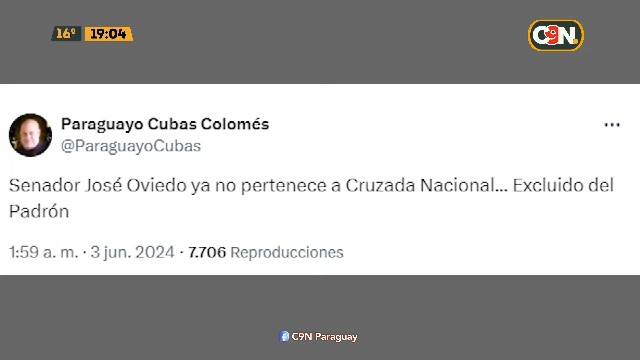 16º 19:04
C9N
Paraguayo Cubas Colomés
@ParaguayoCubas
Senador José Oviedo ya no pertenece a Cruzada Nacional... Excluido del
Padrón
1:59 a. m. · 3 jun. 2024 · 7.706 Reproducciones
C9N Paraguay